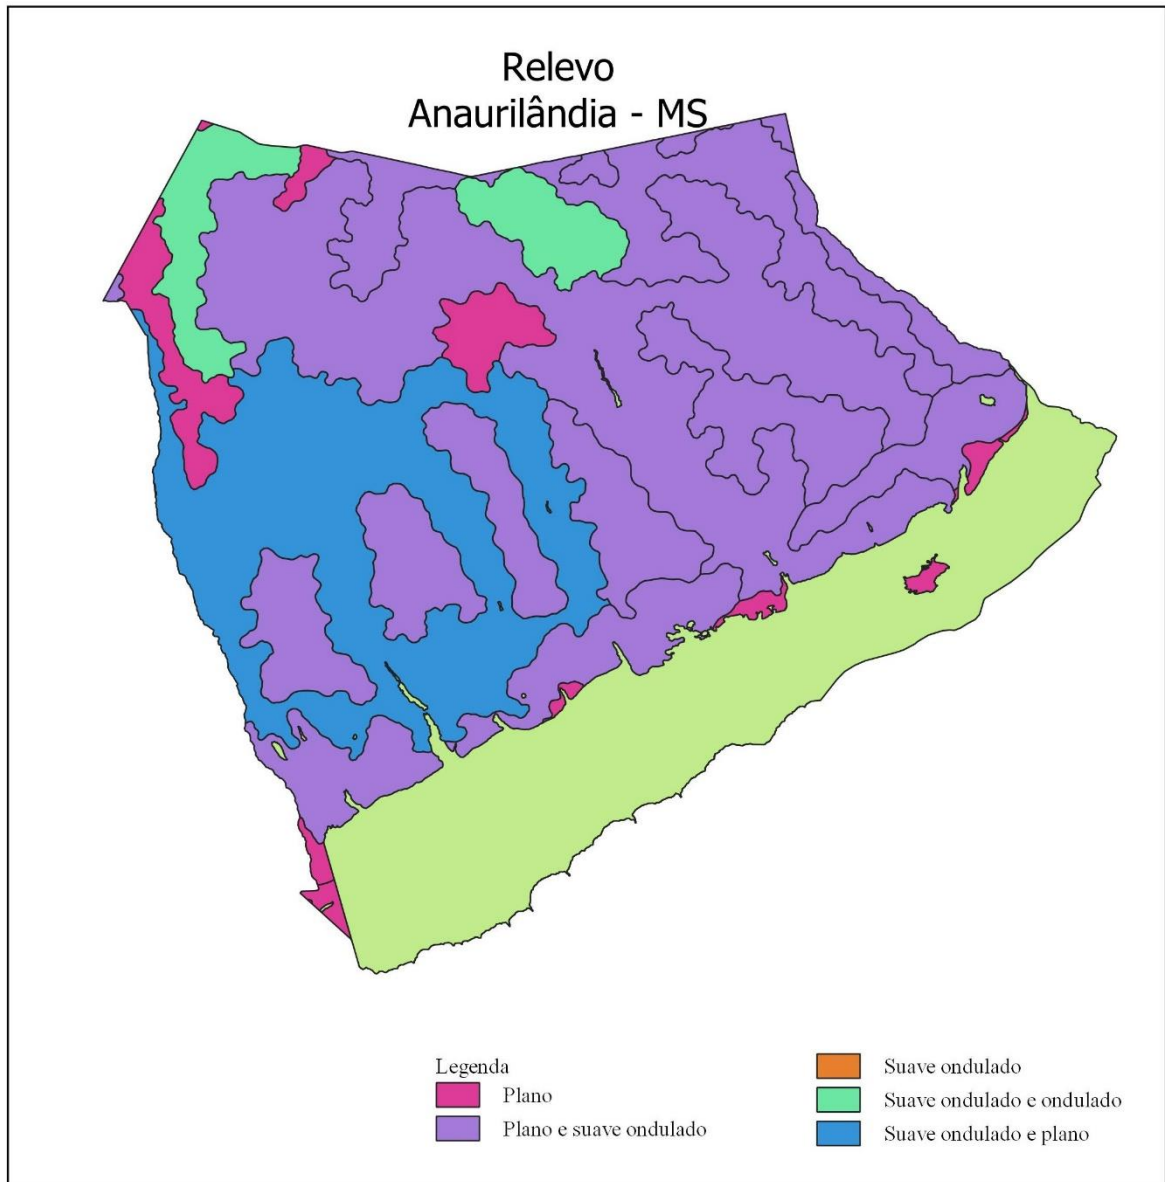 Relevo
Anaurilândia - MS
Legenda
Plano
Plano e suave ondulado
Suave ondulado
Suave ondulado e ondulado
Suave ondulado e plano